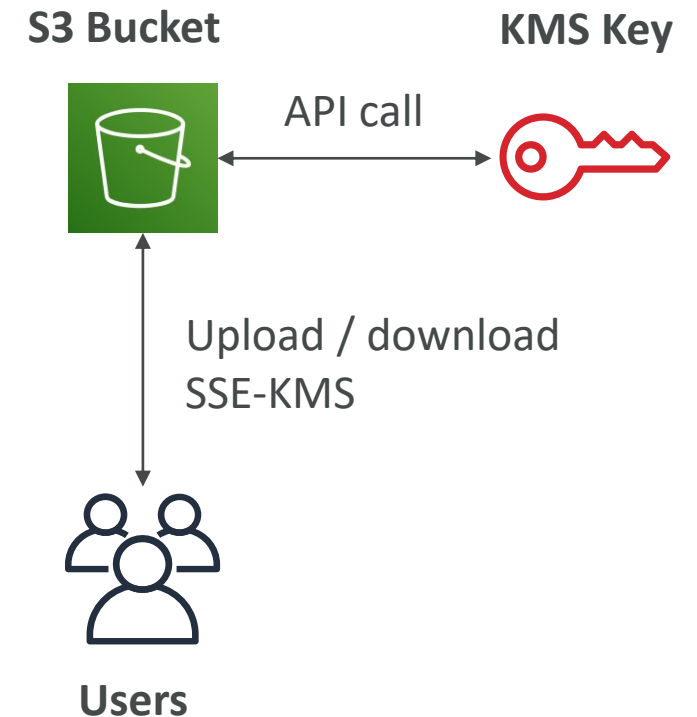 S3 Bucket
KMS Key
API call
Upload / download
SSE-KMS
Users